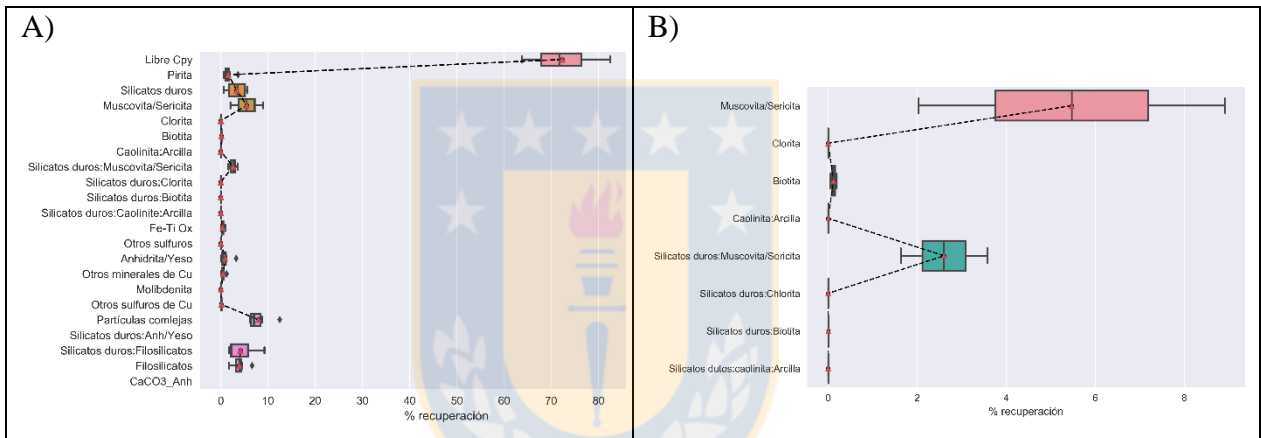 A)
Libre Cpy
Pirita
Silicatos duros
Muscovita/Sericita
Clorita
Biotita
Caolinita:Arcilla
Silicatos duros:Muscovita/Sericita
Silicatos duros:Clorita
Silicatos duros:Biotita
Silicatos duros:Caolinite:Arcilla
Fe-Ti Ox
Otros sulfuros
Anhidrita/Yeso
Otros minerales de Cu
Molibdenita
Otros sulfuros de Cu
Partículas comlejas
Silicatos duros:Anh/Yeso
Silicatos duros:Filosilicatos
Filosilicatos
CaCO3_Anh
0 10 20 30 40 50 60 70 80
% recuperación
B)
Muscovita/Sericita
Clorita
Biotita
Caolinita:Arcilla
Silicatos duros:Muscovita/Sericita
Silicatos duros:Chlorita
Silicatos duros:Biotita
Silicatos dutos:caolinita:Arcilla
0 2 4 6 8
% recuperación